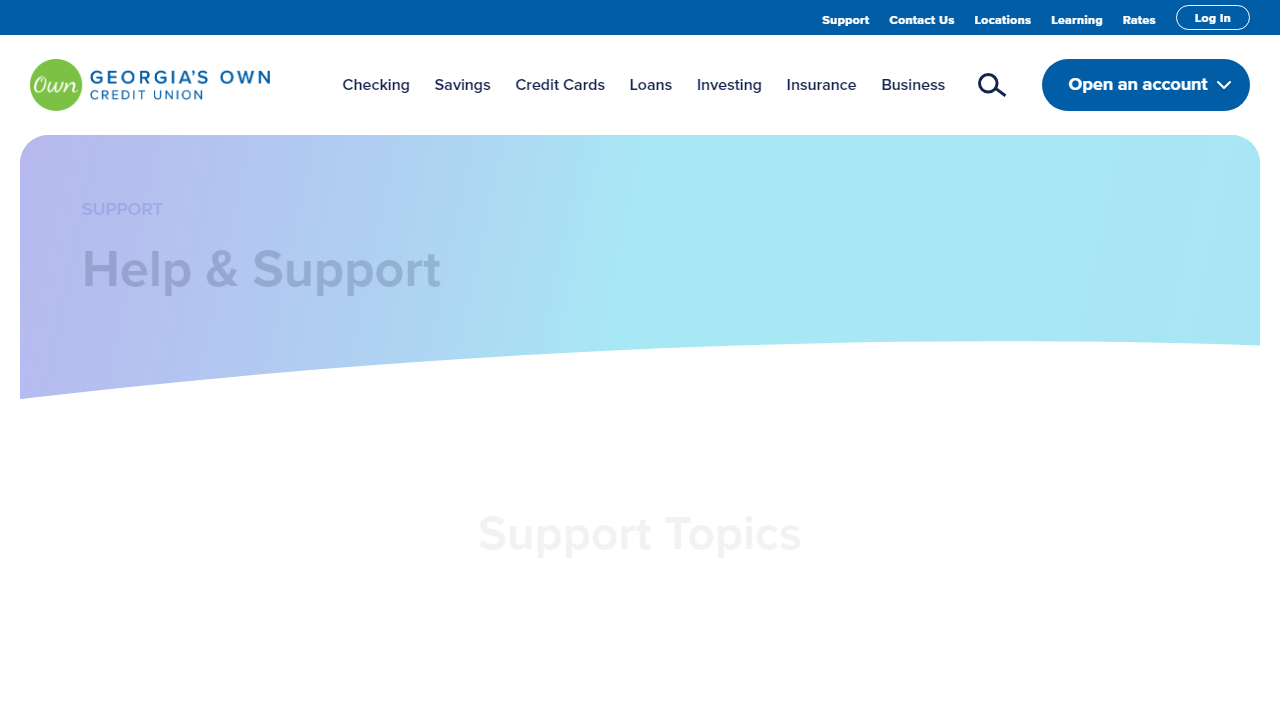 Support Contact Us Locations Learning Rates Log In
Own GEORGIA'S OWN
CREDIT UNION
Checking Savings Credit Cards Loans Investing Insurance Business Open an account
SUPPORT
Help & Support
Support Topics